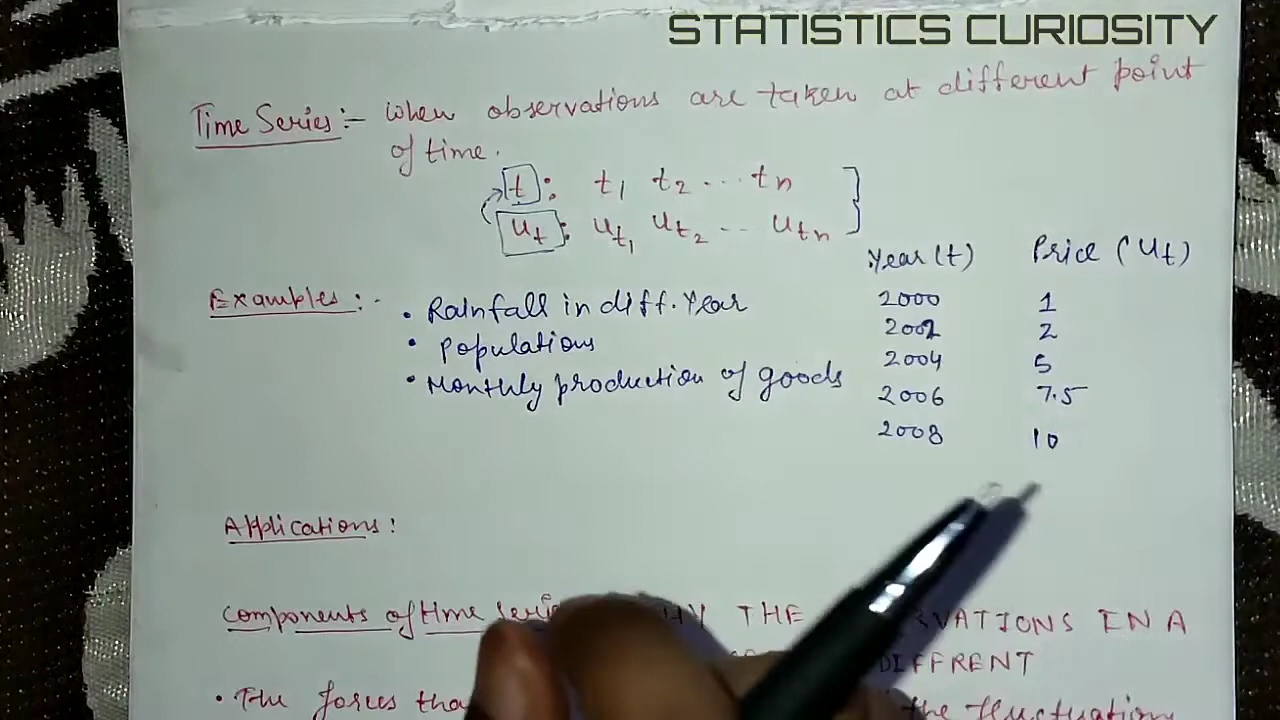 STATISTICS CURIOSITY
Time Series:- When observations are taken at different point
of time.
t : t1 t2 ... tn
Ut : Ut1 Ut2 .. Utn
Year (t) Price (Ut)
Examples :- • Rainfall in diff. Year
• Populations
• Monthly production of goods
2000 1
2002 2
2004 5
2006 7.5
2008 10
Applications :
Components of time THE IN A
DIFFRENT
• The forces the fluctuation